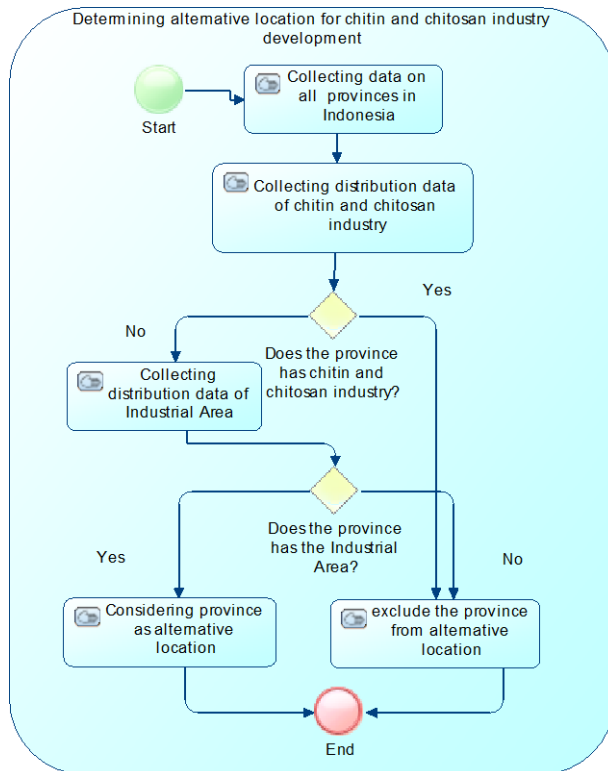 Determining alternative location for chitin and chitosan industry
development
Collecting data on
all provinces in
Indonesia
Start
Collecting distribution data
of chitin and chitosan
industry
Yes
No
Does the province
has chitin and
chitosan industry?
Collecting
distribution data of
Industrial Area
Does the province
has the Industrial
Area?
Yes
No
Considering province
as alternative
location
exclude the province
from alternative
location
End